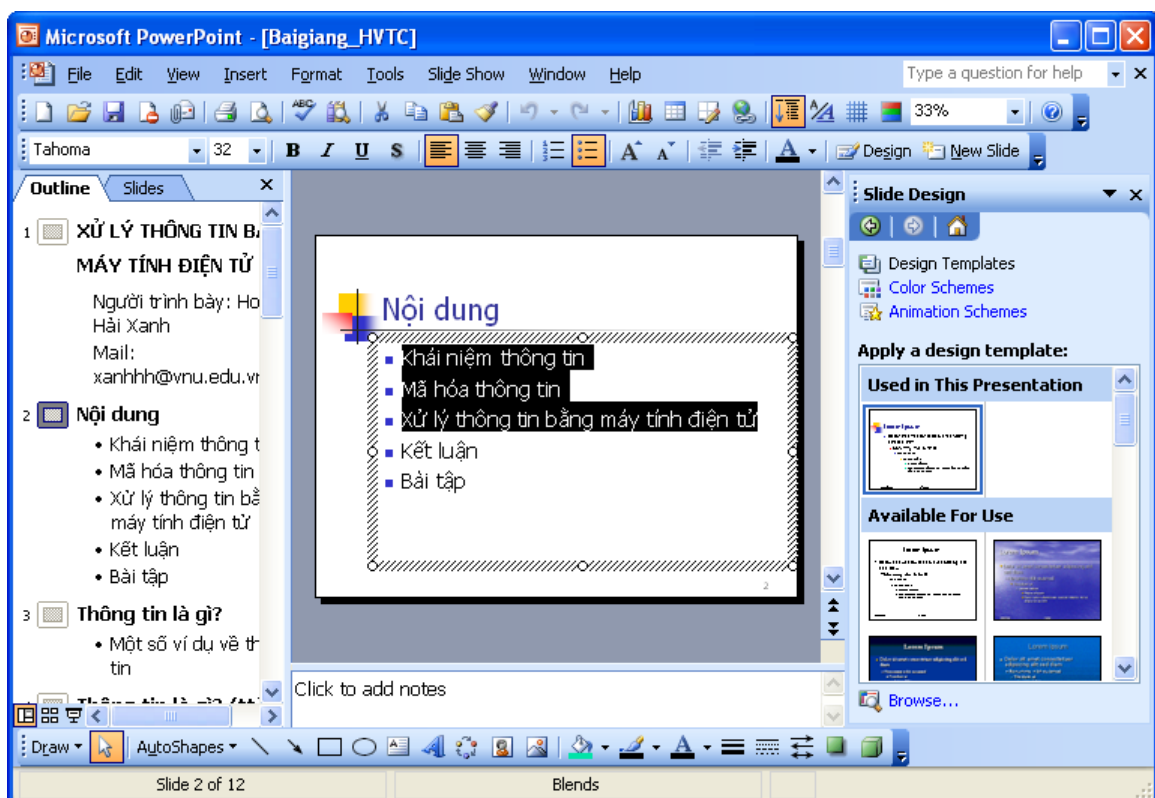 Microsoft PowerPoint - [Baigiang_HVTC]
File Edit View Insert Format Tools Slide Show Window Help
Type a question for help
33%
Tahoma 32 B I U S A A A Design New Slide
Outline Slides
1 XỬ LÝ THÔNG TIN
MÁY TÍNH ĐIỆN TỬ
Người trình bày: Ho
Hải Xanh
Mail:
xanhhh@vnu.edu.vn
2 Nội dung
• Khái niệm thông t
• Mã hóa thông tin
• Xử lý thông tin bằ
máy tính điện tử
• Kết luận
• Bài tập
3 Thông tin là gì?
• Một số ví dụ về th
tin
Nội dung
Khái niệm thông tin
Mã hóa thông tin
Xử lý thông tin bằng máy tính điện tử
Kết luận
Bài tập
2
Click to add notes
Slide Design
Design Templates
Color Schemes
Animation Schemes
Apply a design template:
Used in This Presentation
Available For Use
Browse...
Draw AutoShapes A
Slide 2 of 12 Blends